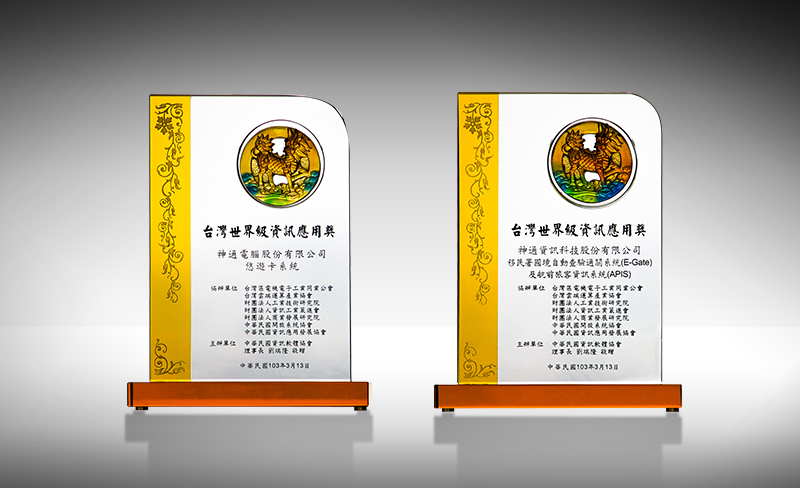 台灣世界級資訊應用獎
神通電腦股份有限公司
悠遊卡系統
協辦單位 台灣區電機電子工業同業公會
台灣雲端運算產業協會
財團法人工業技術研究院
財團法人資訊工業策進會
財團法人商業發展研究院
中華民國開放系統協會
中華民國資訊應用發展協會
主辦單位 中華民國資訊軟體協會
理事長 劉瑞隆 敬贈
中華民國103年3月13日
台灣世界級資訊應用獎
神通資訊科技股份有限公司
移民署國境自動查驗通關系統(E-Gate)
及航前旅客資訊系統(APIS)
協辦單位 台灣區電機電子工業同業公會
台灣雲端運算產業協會
財團法人工業技術研究院
財團法人資訊工業策進會
財團法人商業發展研究院
中華民國開放系統協會
中華民國資訊應用發展協會
主辦單位 中華民國資訊軟體協會
理事長 劉瑞隆 敬贈
中華民國103年3月13日